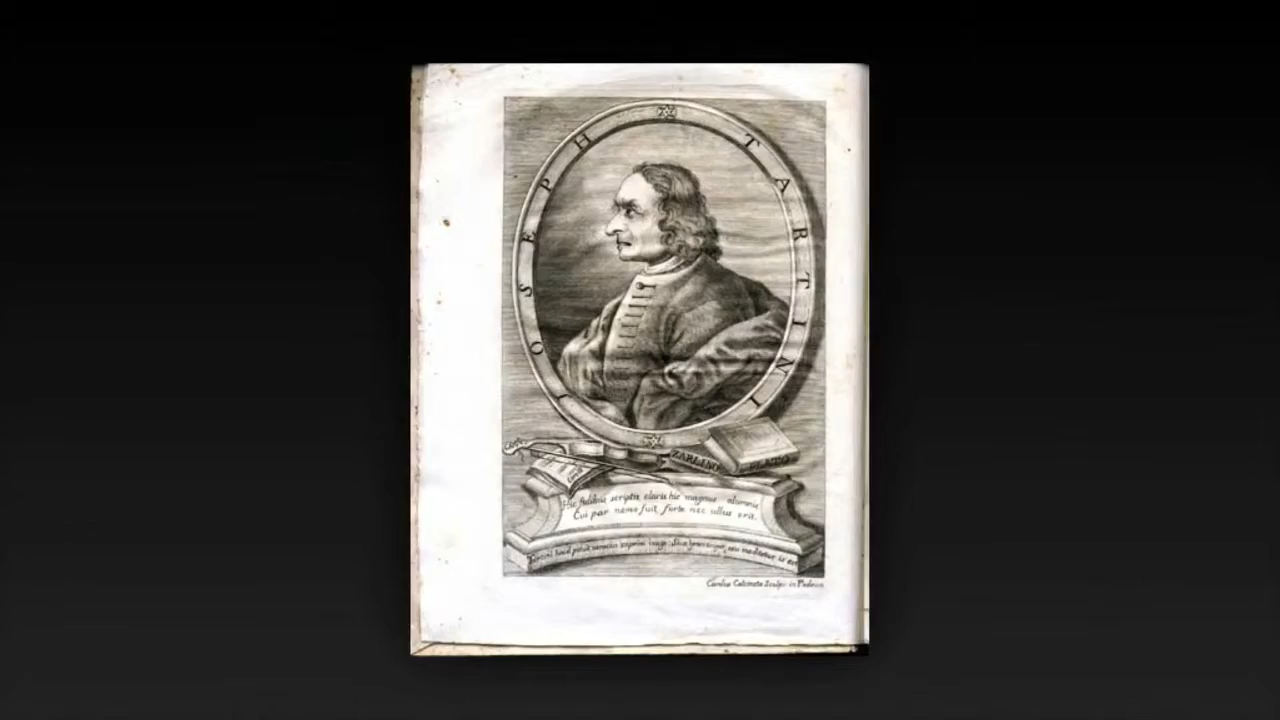 IOSEPH TARTINI
ZARLINO
PLATO
Hic fidibus scriptis claris hic magnus alumnis
Cui par nemo fuit forte nec ullus erit.
Carolus Calcinoto Sculps. in Padova